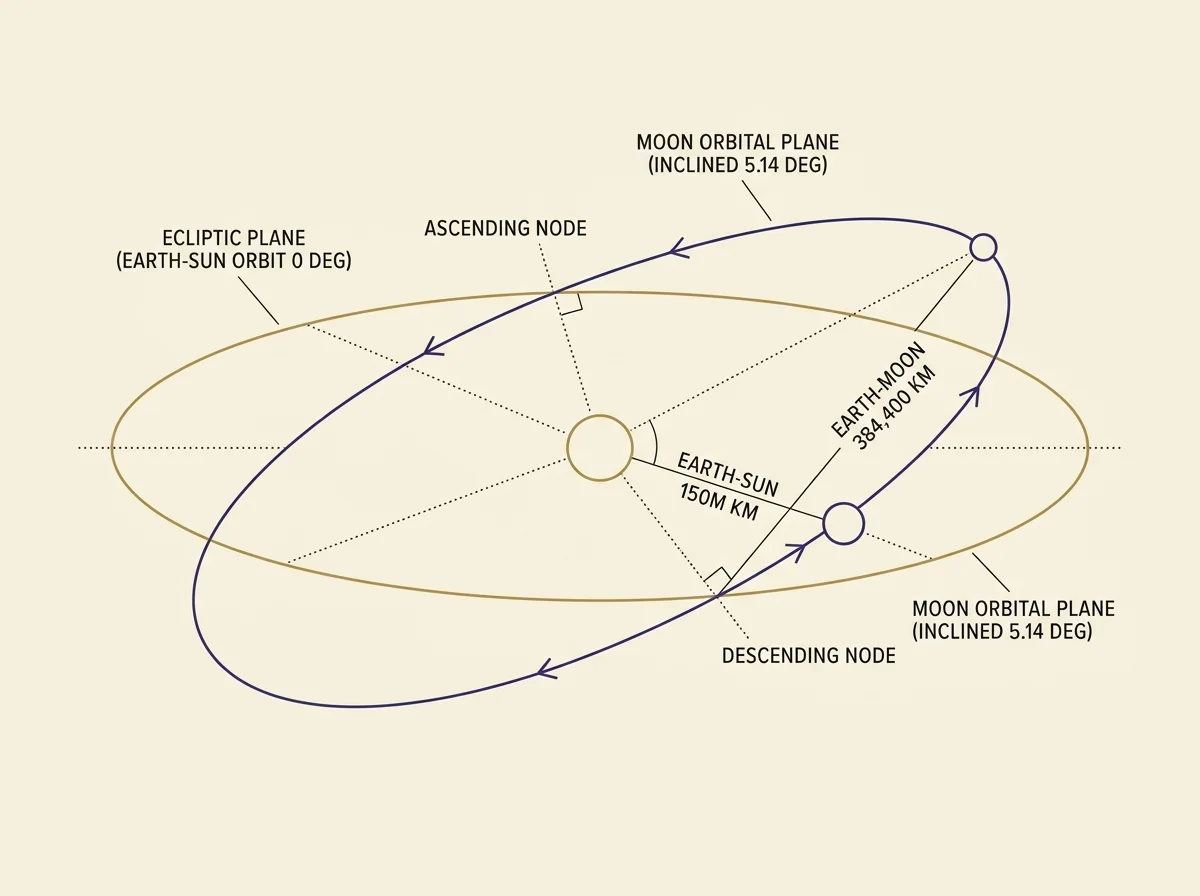 MOON ORBITAL PLANE
(INCLINED 5.14 DEG)
ASCENDING NODE
ECLIPTIC PLANE
(EARTH-SUN ORBIT 0 DEG)
EARTH-MOON
384,400 KM
EARTH-SUN
150M KM
MOON ORBITAL PLANE
(INCLINED 5.14 DEG)
DESCENDING NODE